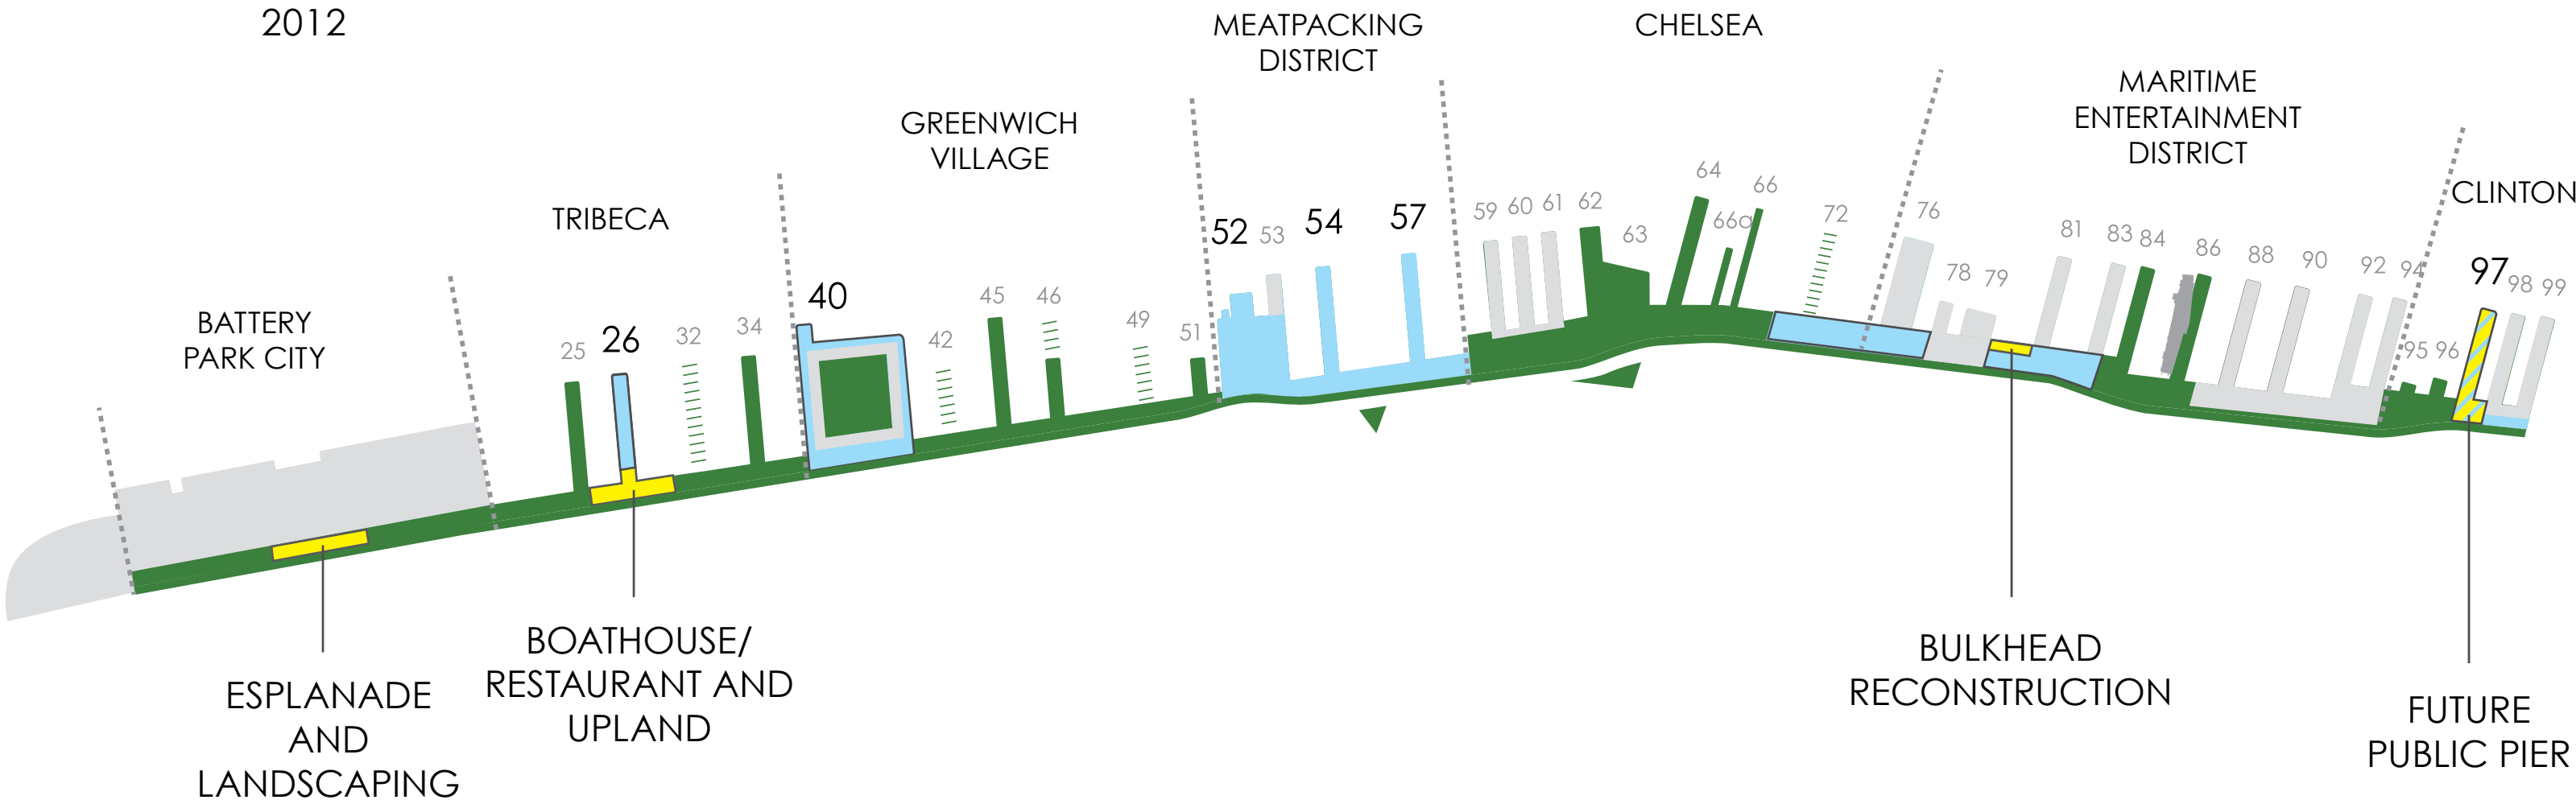 2012
MEATPACKING
DISTRICT
CHELSEA
MARITIME
ENTERTAINMENT
DISTRICT
GREENWICH
VILLAGE
CLINTON
TRIBECA
BATTERY
PARK CITY
25
26
32
34
40
42
45
46
49
51
52
53
54
57
59
60
61
62
63
64
66a
66
72
76
78
79
81
83
84
86
88
90
92
94
95
96
97
98
99
ESPLANADE
AND
LANDSCAPING
BOATHOUSE/
RESTAURANT AND
UPLAND
BULKHEAD
RECONSTRUCTION
FUTURE
PUBLIC PIER